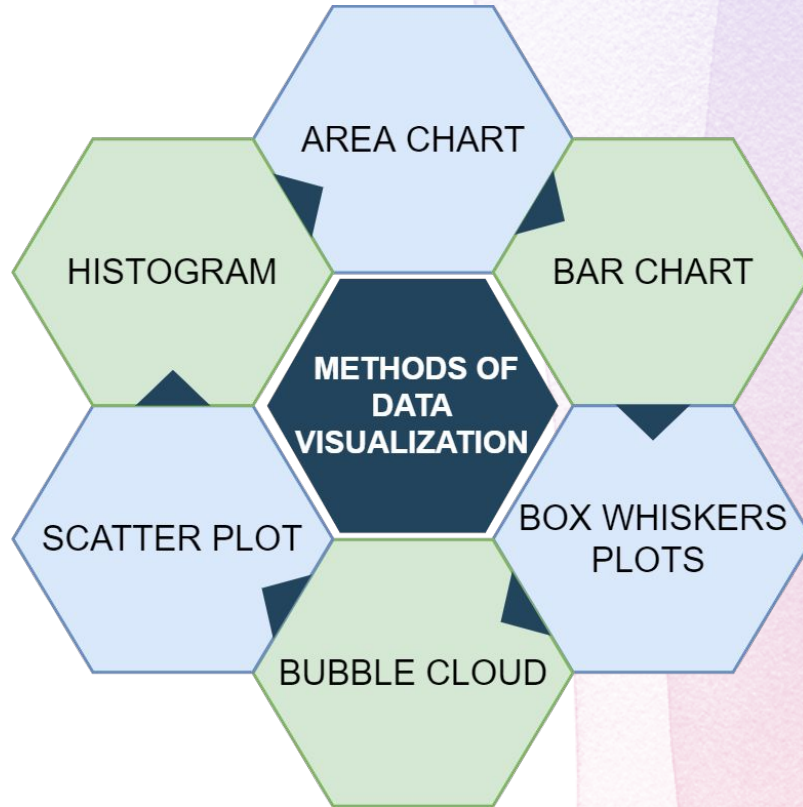 AREA CHART
HISTOGRAM
BAR CHART
METHODS OF
DATA
VISUALIZATION
SCATTER PLOT
BOX WHISKERS
PLOTS
BUBBLE CLOUD